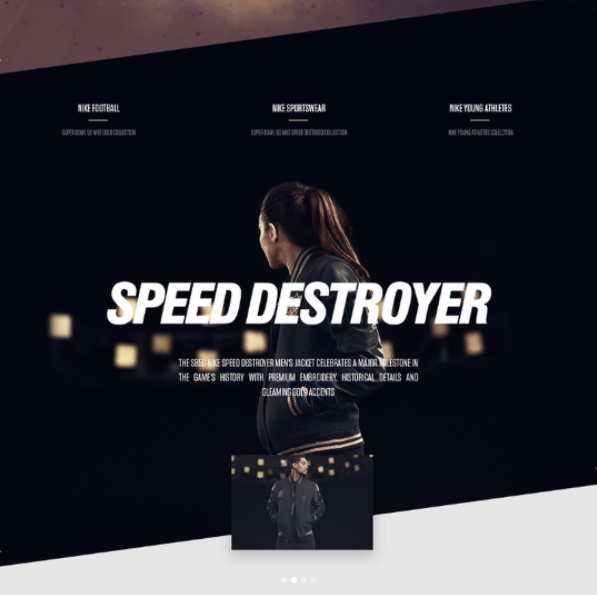 NIKE FOOTBALL
SUPER BOWL 50 NIKE GOLD COLLECTION
NIKE SPORTSWEAR
SUPER BOWL 50 NIKE SPEED DESTROYED COLLECTION
NIKE YOUNG ATHLETES
NIKE YOUNG ATHLETES COLLECTION
SPEED DESTROYER
THE SB50 NIKE SPEED DESTROYER MEN'S JACKET CELEBRATES A MAJOR MILESTONE IN
THE GAME'S HISTORY WITH PREMIUM EMBROIDERY, HISTORICAL DETAILS AND
GLEAMING GOLD ACCENTS